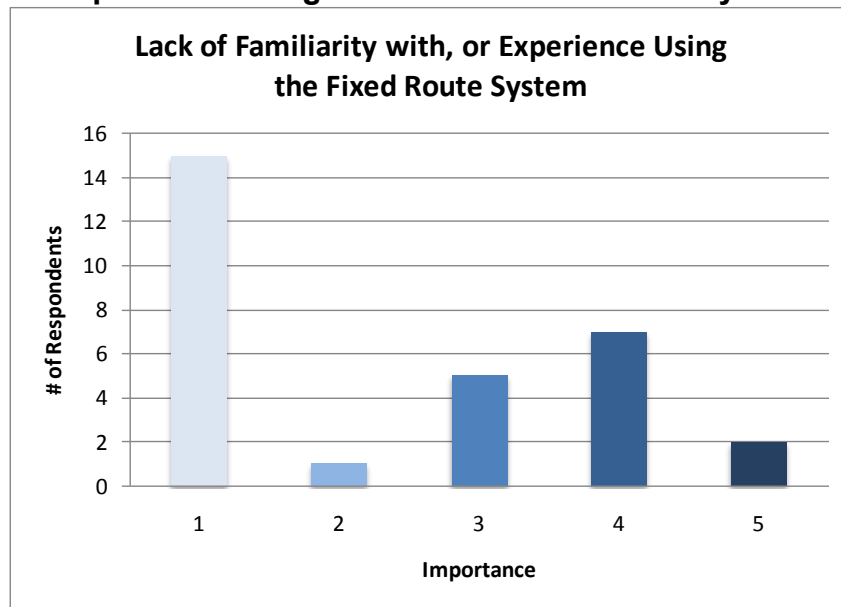 Lack of Familiarity with, or Experience Using
the Fixed Route System
16
14
12
10
8
6
4
2
0
# of Respondents
1 2 3 4 5
Importance